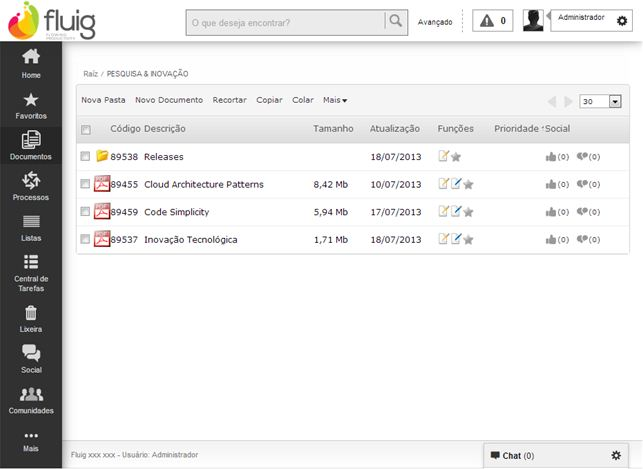 fluig
O que deseja encontrar?
Avançado
0
Administrador
Home
Favoritos
Documentos
Processos
Listas
Central de
Tarefas
Lixeira
Social
Comunidades
Mais
Raíz / PESQUISA & INOVAÇÃO
Nova Pasta Novo Documento Recortar Copiar Colar Mais
30
Código Descrição Tamanho Atualização Funções Prioridade Social
89538 Releases 18/07/2013 (0) (0)
89455 Cloud Architecture Patterns 8,42 Mb 10/07/2013 (0) (0)
89459 Code Simplicity 5,94 Mb 17/07/2013 (0) (0)
89537 Inovação Tecnológica 1,71 Mb 18/07/2013 (0) (0)
Fluig xxx xxx - Usuário: Administrador
Chat (0)